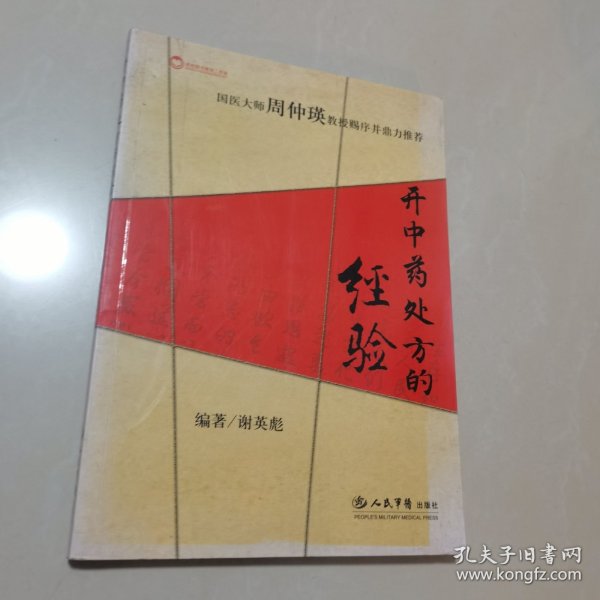 国医大师周仲瑛教授赐序并鼎力推荐
开中药处方的
经验
编著/谢英彪
人民军医出版社
PEOPLE'S MILITARY MEDICAL PRESS
孔夫子旧书网
www.kongfz.com